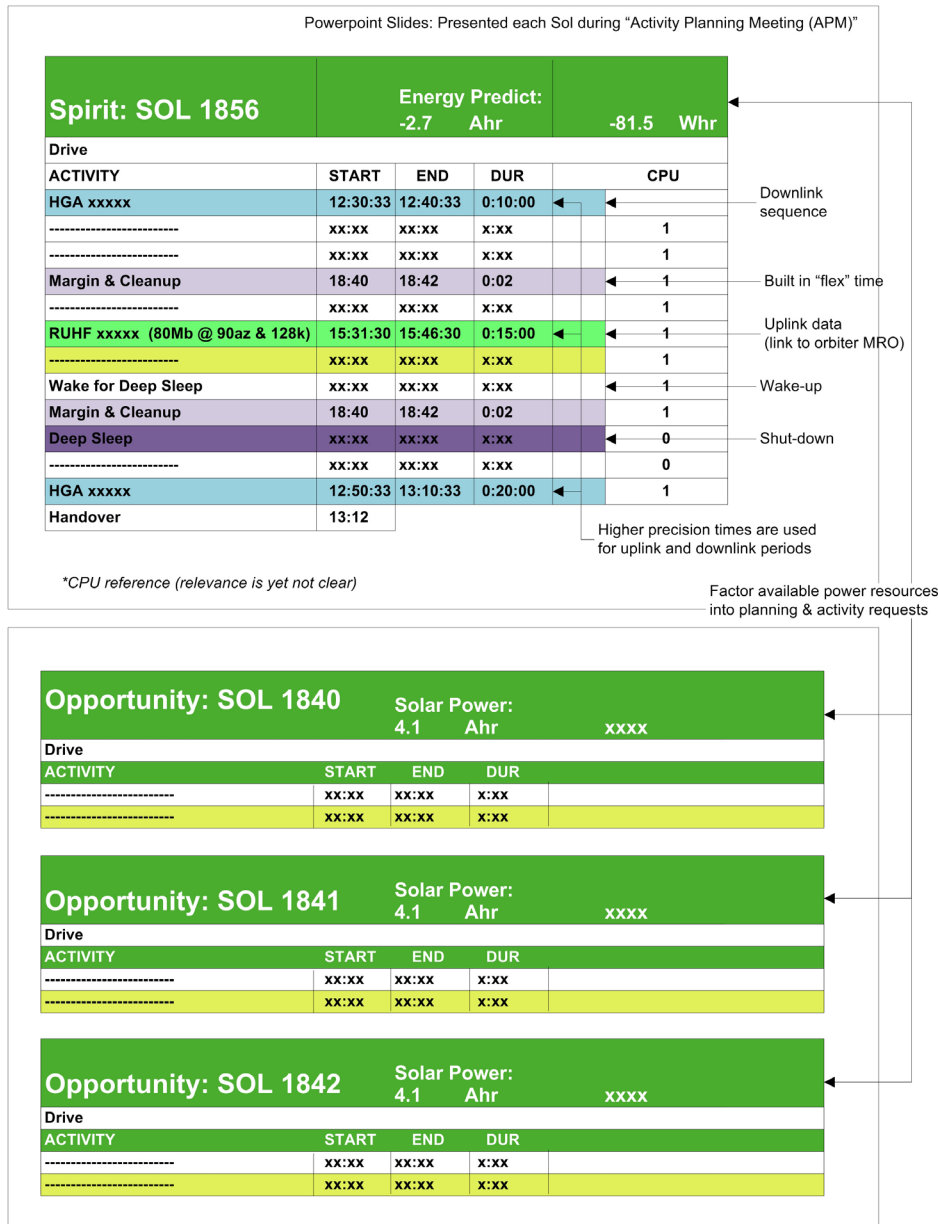 Powerpoint Slides: Presented each Sol during “Activity Planning Meeting (APM)”
Spirit: SOL 1856
Energy Predict:
-2.7 Ahr -81.5 Whr
Drive
ACTIVITY START END DUR CPU
HGA xxxxx 12:30:33 12:40:33 0:10:00
Downlink
sequence
------------------------- xx:xx xx:xx x:xx 1
------------------------- xx:xx xx:xx x:xx 1
Margin & Cleanup 18:40 18:42 0:02 1
Built in “flex” time
------------------------- xx:xx xx:xx x:xx 1
RUHF xxxxx (80Mb @ 90az & 128k) 15:31:30 15:46:30 0:15:00 1
Uplink data
(link to orbiter MRO)
------------------------- xx:xx xx:xx x:xx 1
Wake for Deep Sleep xx:xx xx:xx x:xx 1
Wake-up
Margin & Cleanup 18:40 18:42 0:02 1
Deep Sleep xx:xx xx:xx x:xx 0
Shut-down
------------------------- xx:xx xx:xx x:xx 0
HGA xxxxx 12:50:33 13:10:33 0:20:00 1
Handover 13:12
Higher precision times are used
for uplink and downlink periods
*CPU reference (relevance is yet not clear)
Factor available power resources
into planning & activity requests
Opportunity: SOL 1840
Solar Power:
4.1 Ahr xxxx
Drive
ACTIVITY START END DUR
------------------------- xx:xx xx:xx x:xx
------------------------- xx:xx xx:xx x:xx
Opportunity: SOL 1841
Solar Power:
4.1 Ahr xxxx
Drive
ACTIVITY START END DUR
------------------------- xx:xx xx:xx x:xx
------------------------- xx:xx xx:xx x:xx
Opportunity: SOL 1842
Solar Power:
4.1 Ahr xxxx
Drive
ACTIVITY START END DUR
------------------------- xx:xx xx:xx x:xx
------------------------- xx:xx xx:xx x:xx